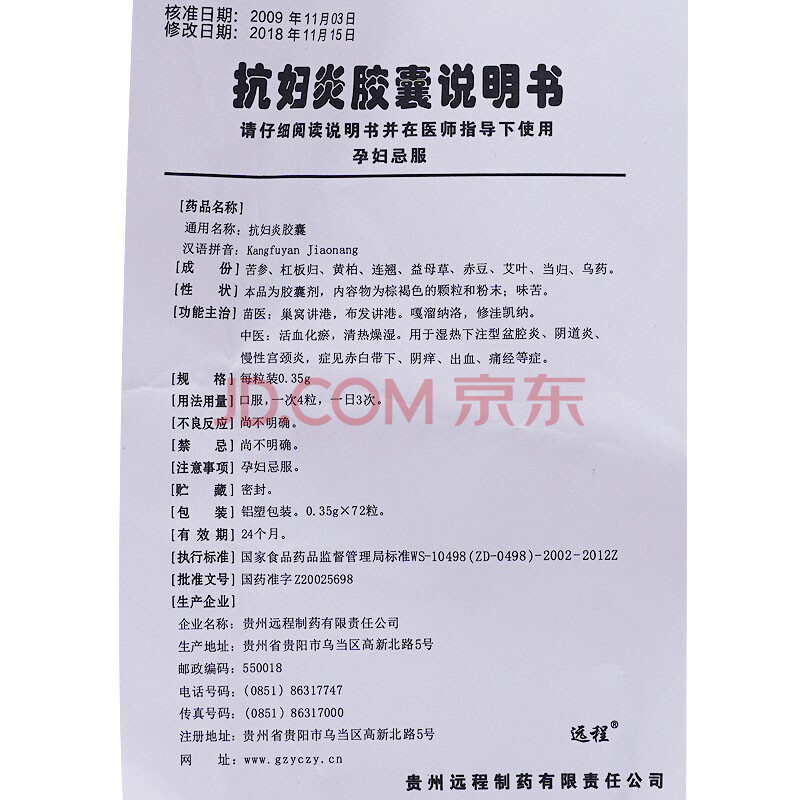 核准日期：2009 年11月03日
修改日期：2018 年11月15日
抗妇炎胶囊说明书
请仔细阅读说明书并在医师指导下使用
孕妇忌服
[药品名称]
通用名称：抗妇炎胶囊
汉语拼音：Kangfuyan Jiaonang
[成 份] 苦参、杠板归、黄柏、连翘、益母草、赤豆、艾叶、当归、乌药。
[性 状] 本品为胶囊剂，内容物为棕褐色的颗粒和粉末；味苦。
[功能主治] 苗医：巢窝讲港，布发讲港。嘎溜纳洛，修洼凯纳。
中医：活血化瘀，清热燥湿。用于湿热下注型盆腔炎、阴道炎、
慢性宫颈炎，症见赤白带下、阴痒、出血、痛经等症。
[规 格] 每粒装0.35g
[用法用量] 口服，一次4粒，一日3次。
JD.COM 京东
[不良反应] 尚不明确。
[禁 忌] 尚不明确。
[注意事项] 孕妇忌服。
[贮 藏] 密封。
[包 装] 铝塑包装。0.35g×72粒。
[有 效 期] 24个月。
[执行标准] 国家食品药品监督管理局标准WS-10498(ZD-0498)-2002-2012Z
[批准文号] 国药准字Z20025698
[生产企业]
企业名称：贵州远程制药有限责任公司
生产地址：贵州省贵阳市乌当区高新北路5号
邮政编码：550018
电话号码：(0851) 86317747
传真号码：(0851) 86317000
注册地址：贵州省贵阳市乌当区高新北路5号
网 址：www.gzyczy.cn
远程®
贵州远程制药有限责任公司